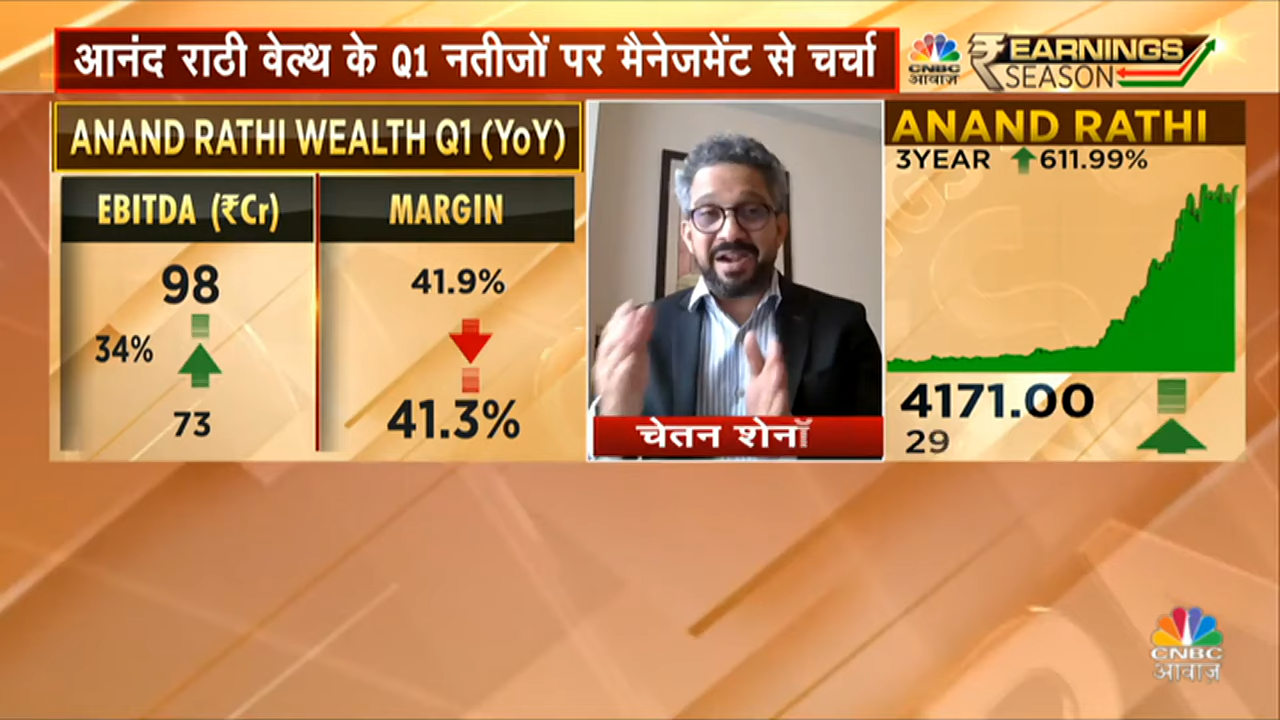 आनंद राठी वेल्थ के Q1 नतीजों पर मैनेजमेंट से चर्चा
CNBC
आवाज़
₹ EARNINGS
SEASON
ANAND RATHI WEALTH Q1 (YoY)
EBITDA (₹Cr)
MARGIN
98
34%
73
41.9%
41.3%
चेतन शेनॉ
ANAND RATHI
3YEAR 611.99%
4171.00
29
CNBC
आवाज़